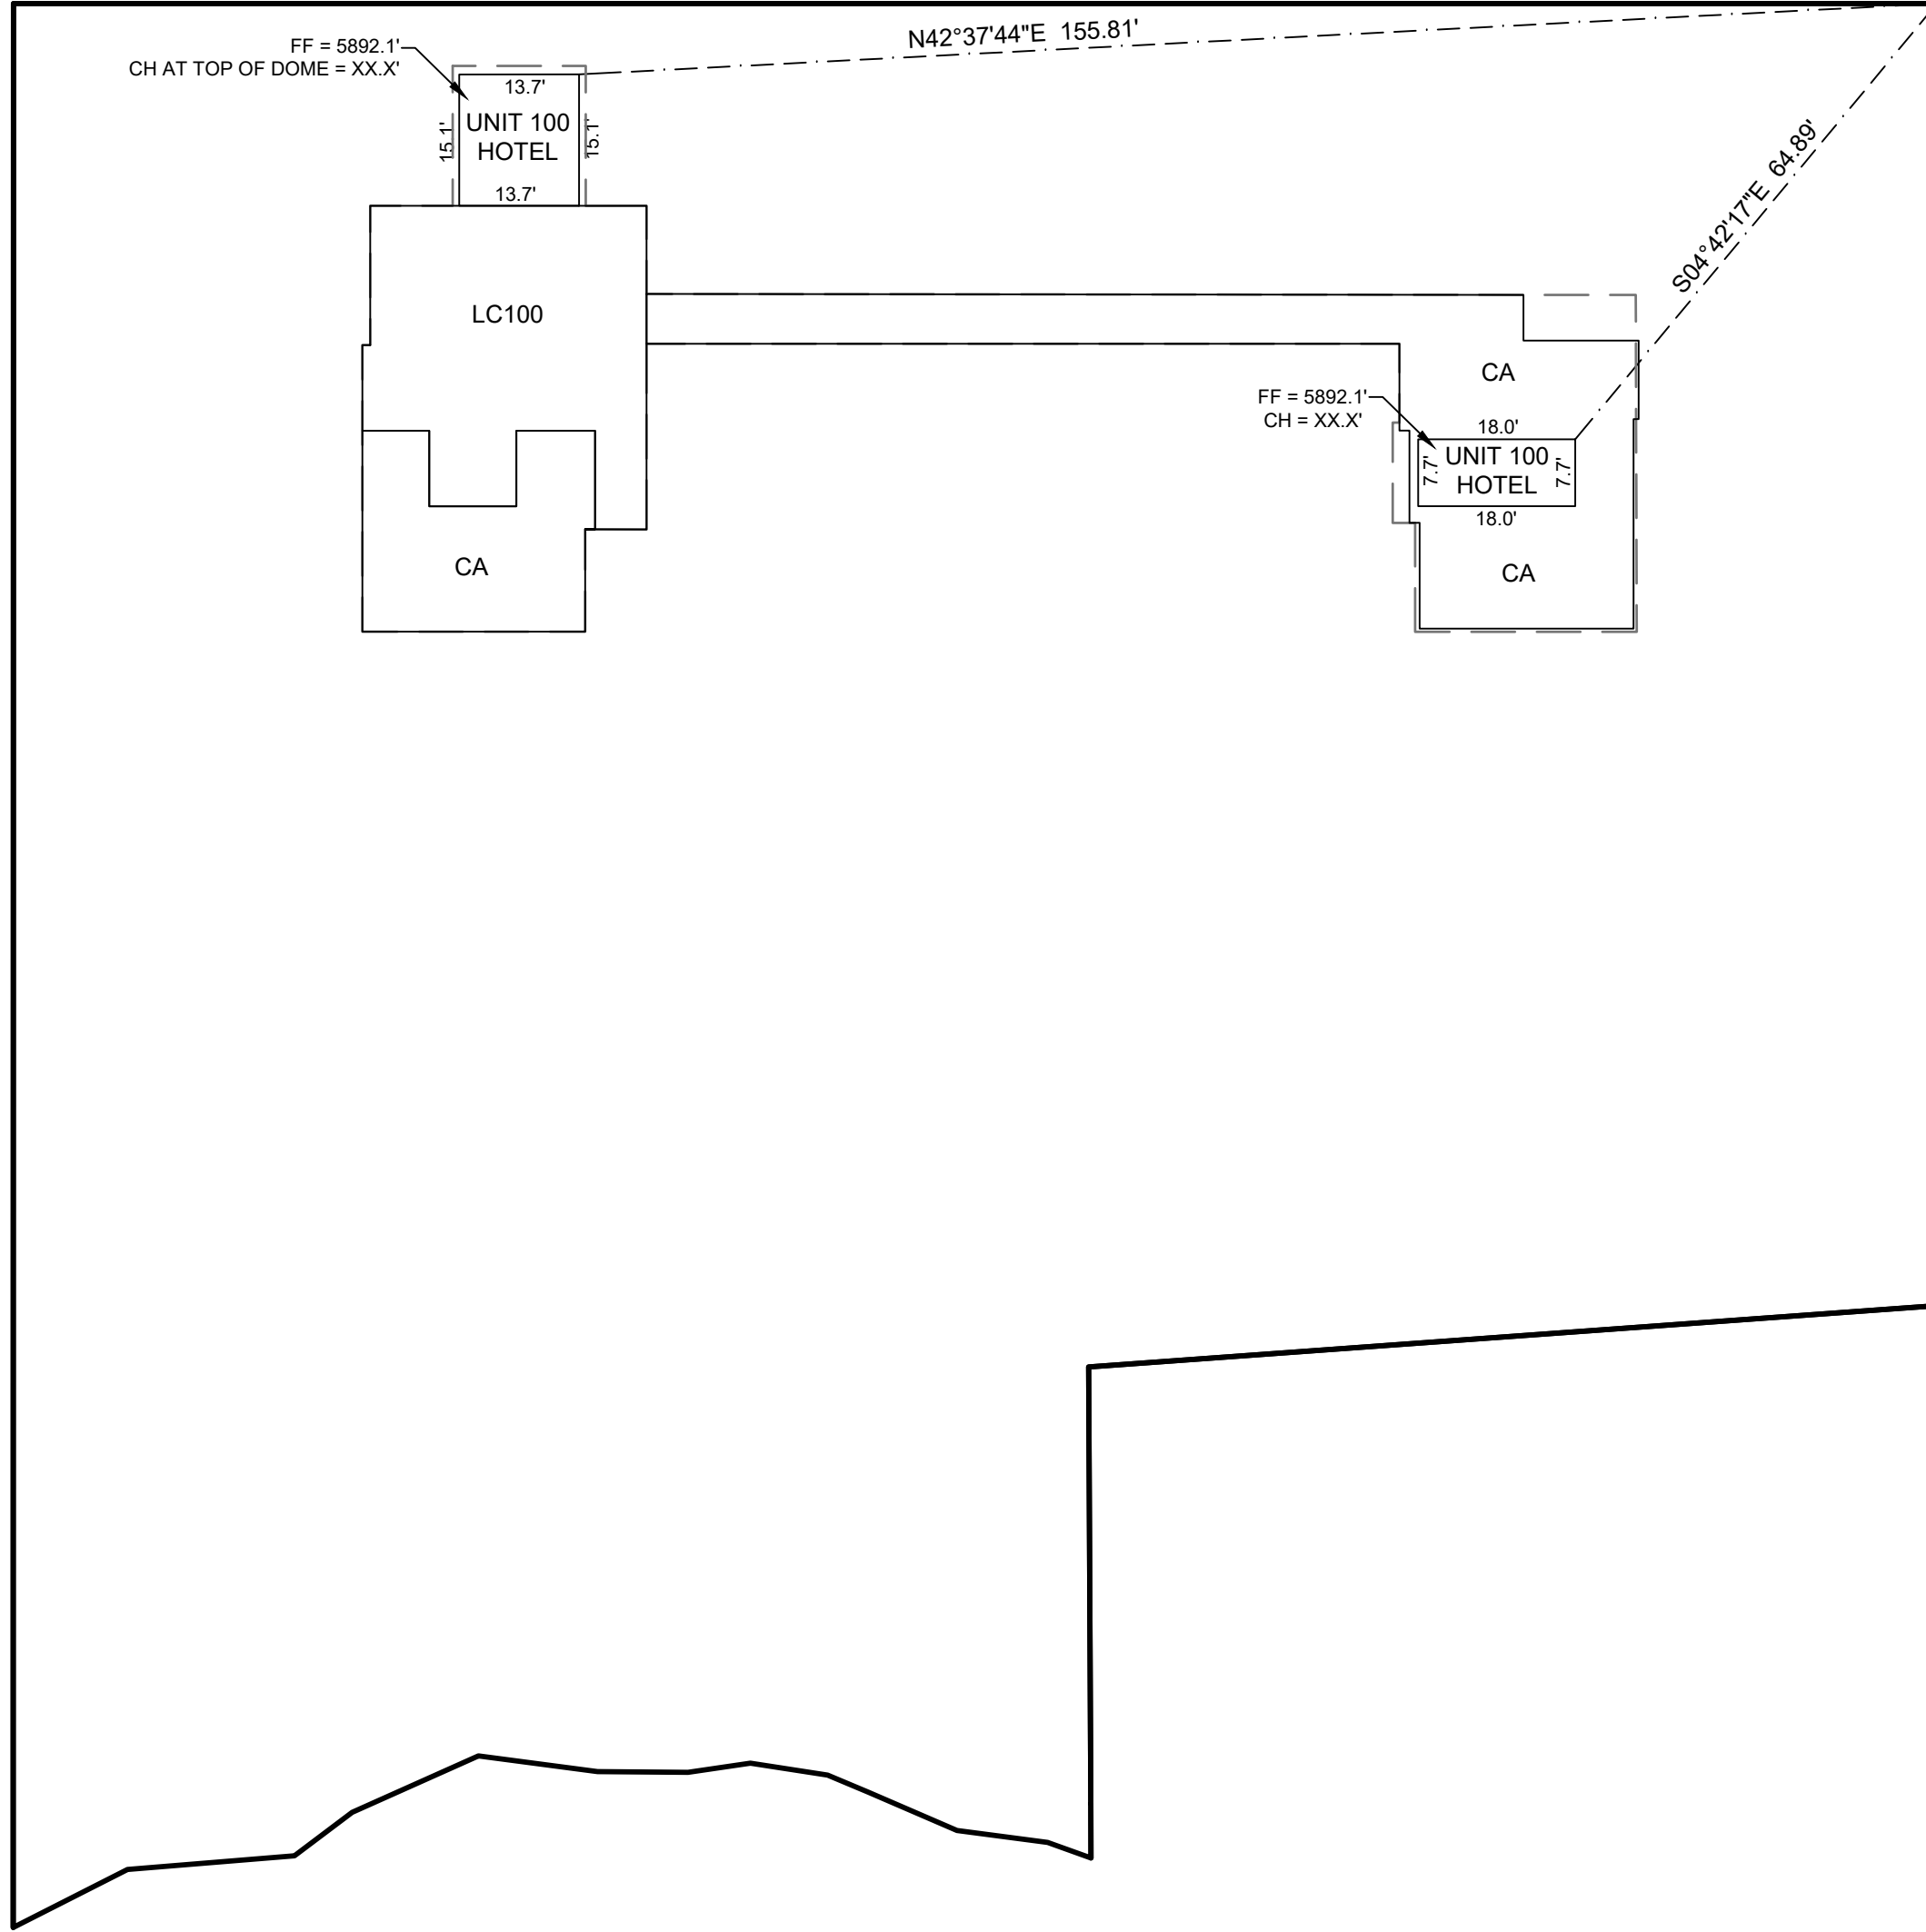 N42°37'44"E 155.81'
FF = 5892.1'
CH AT TOP OF DOME = XX.X'
13.7'
15.1'
UNIT 100
HOTEL
15.1'
13.7'
S04°42'17"E 64.89'
LC100
CA
FF = 5892.1'
CH = XX.X'
18.0'
7.7'
UNIT 100
HOTEL
7.7'
18.0'
CA
CA